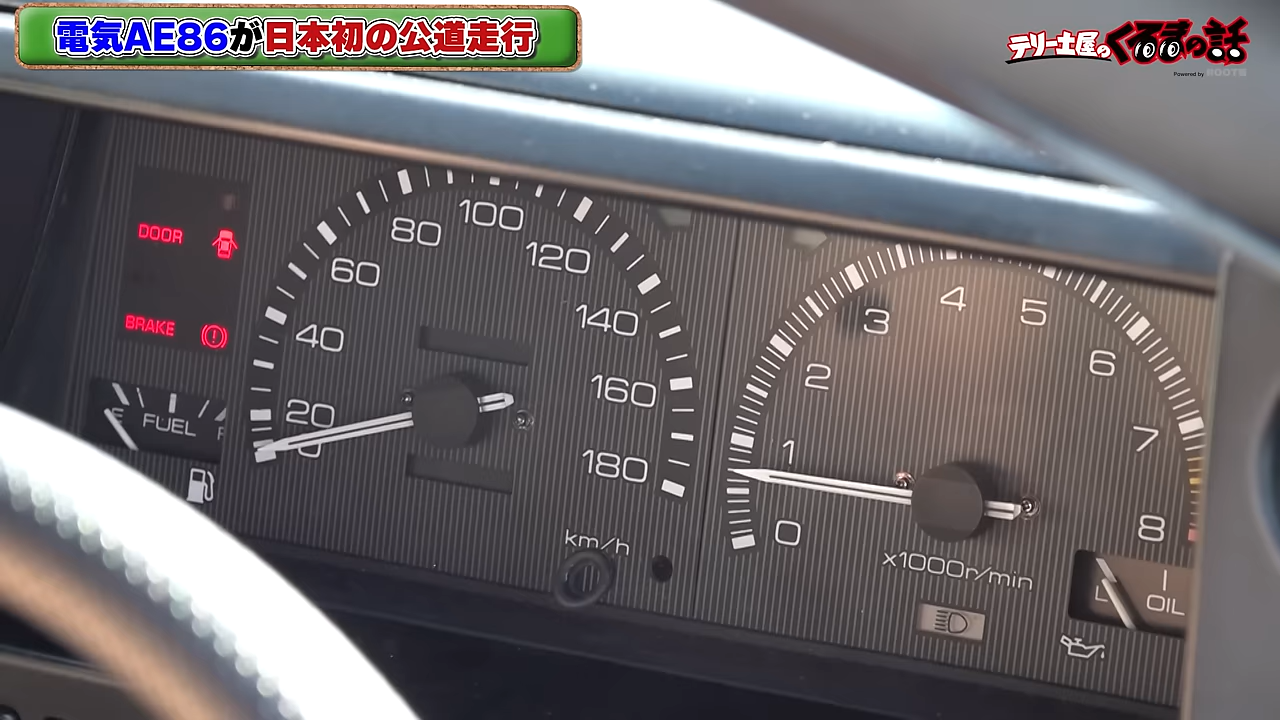 電気AE86が日本初の公道走行
テリー土屋のくるまの話
Powered by ROOTS
DOOR
BRAKE
E FUEL F
0 20 40 60 80 100 120 140 160 180
km/h
0 1 2 3 4 5 6 7 8
x1000r/min
L OIL